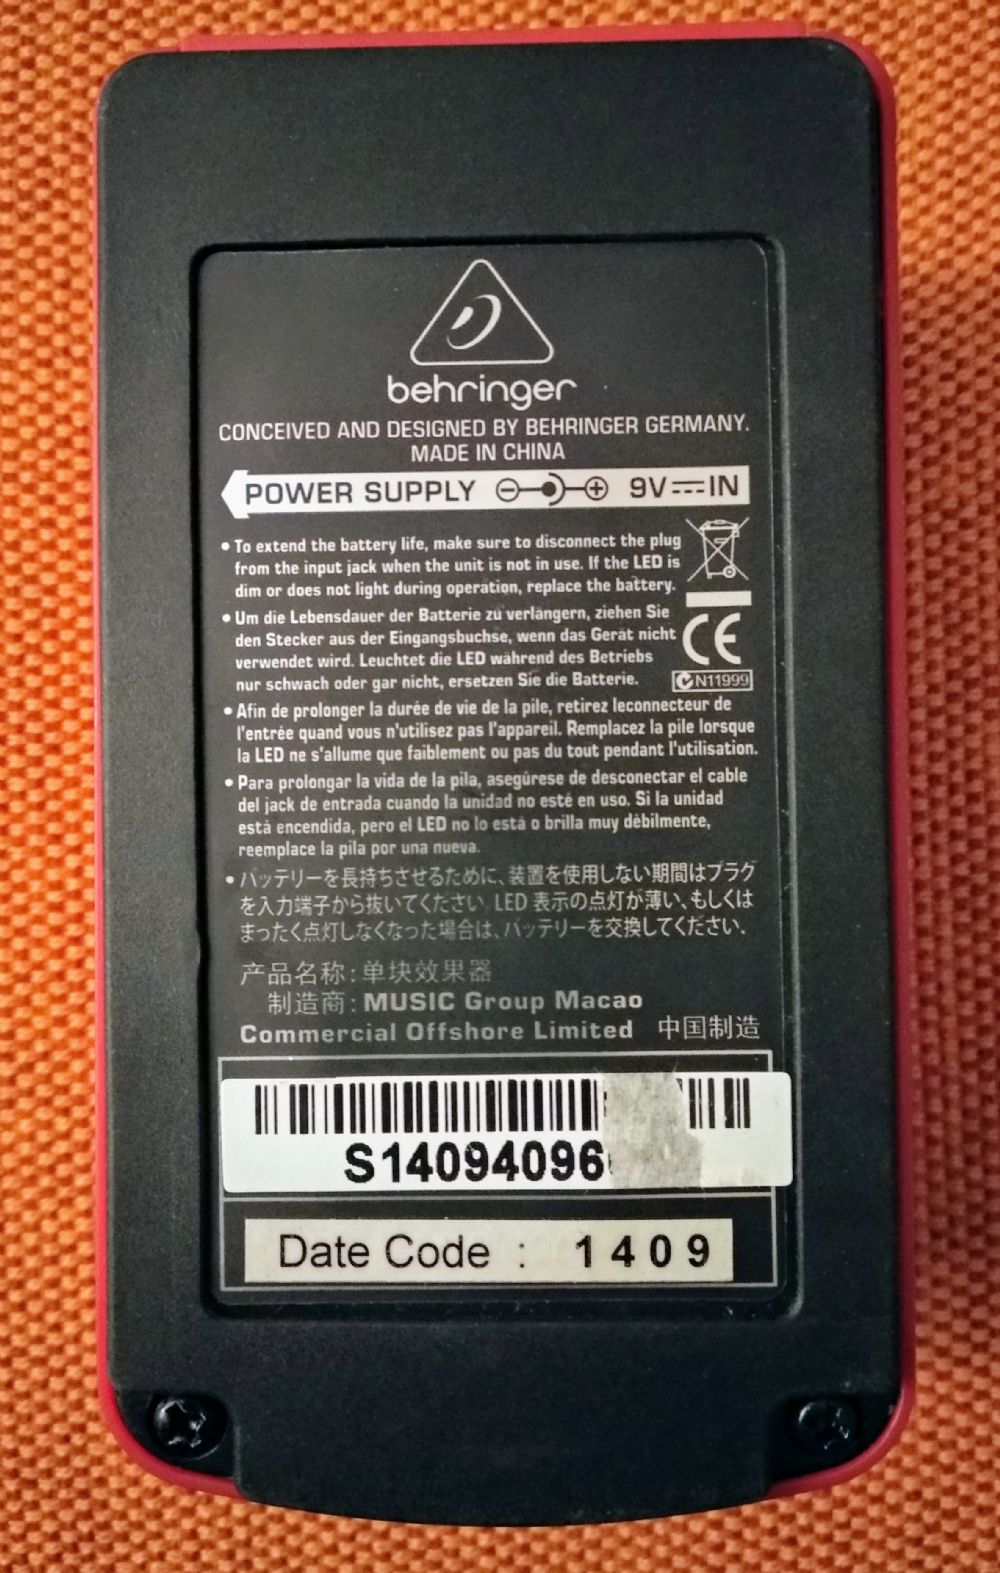 behringer
CONCEIVED AND DESIGNED BY BEHRINGER GERMANY.
MADE IN CHINA
POWER SUPPLY 9V IN
• To extend the battery life, make sure to disconnect the plug
from the input jack when the unit is not in use. If the LED is
dim or does not light during operation, replace the battery.
• Um die Lebensdauer der Batterie zu verlängern, ziehen Sie
den Stecker aus der Eingangsbuchse, wenn das Gerät nicht
verwendet wird. Leuchtet die LED während des Betriebs
nur schwach oder gar nicht, ersetzen Sie die Batterie.
CE
N11999
• Afin de prolonger la durée de vie de la pile, retirez leconnecteur de
l'entrée quand vous n'utilisez pas l'appareil. Remplacez la pile lorsque
la LED ne s'allume que faiblement ou pas du tout pendant l'utilisation.
• Para prolongar la vida de la pila, asegúrese de desconectar el cable
del jack de entrada cuando la unidad no esté en uso. Si la unidad
está encendida, pero el LED no lo está o brilla muy débilmente,
reemplace la pila por una nueva.
• バッテリーを長持ちさせるために、装置を使用しない期間はプラグ
を入力端子から抜いてください LED 表示の点灯が薄い、もしくは
まったく点灯しなくなった場合は、バッテリーを交換してください.
产品名称: 单块效果器
制造商: MUSIC Group Macao
Commercial Offshore Limited 中国制造
S14094096
Date Code : 1409